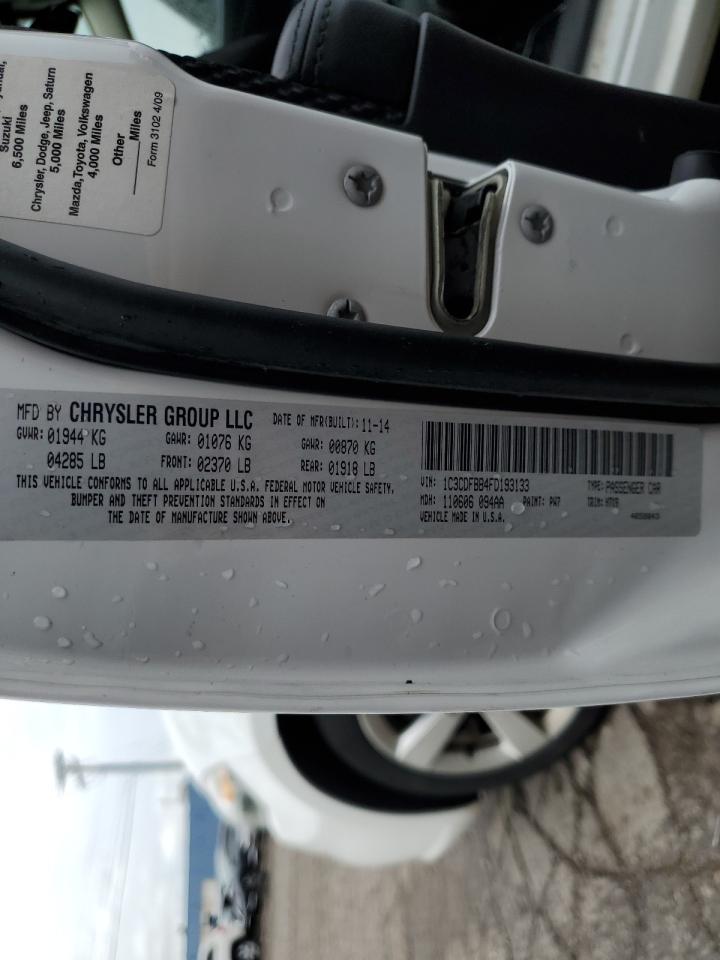 Suzuki
6,500 Miles
Chrysler, Dodge, Jeep, Saturn
5,000 Miles
Mazda, Toyota, Volkswagen
4,000 Miles
Other
____ Miles
Form 3102 4/09
MFD BY CHRYSLER GROUP LLC
DATE OF MFR(BUILT): 11-14
GVWR: 01944 KG
GAWR: 01076 KG
GAWR: 00870 KG
04285 LB
FRONT: 02370 LB
REAR: 01918 LB
THIS VEHICLE CONFORMS TO ALL APPLICABLE U.S.A. FEDERAL MOTOR VEHICLE SAFETY,
BUMPER AND THEFT PREVENTION STANDARDS IN EFFECT ON
THE DATE OF MANUFACTURE SHOWN ABOVE.
VIN: 1C3CDFBB4FD193133
TYPE: PASSENGER CAR
MDH: 110606 094AA
PAINT: PW7
TRIM:
VEHICLE MADE IN U.S.A.